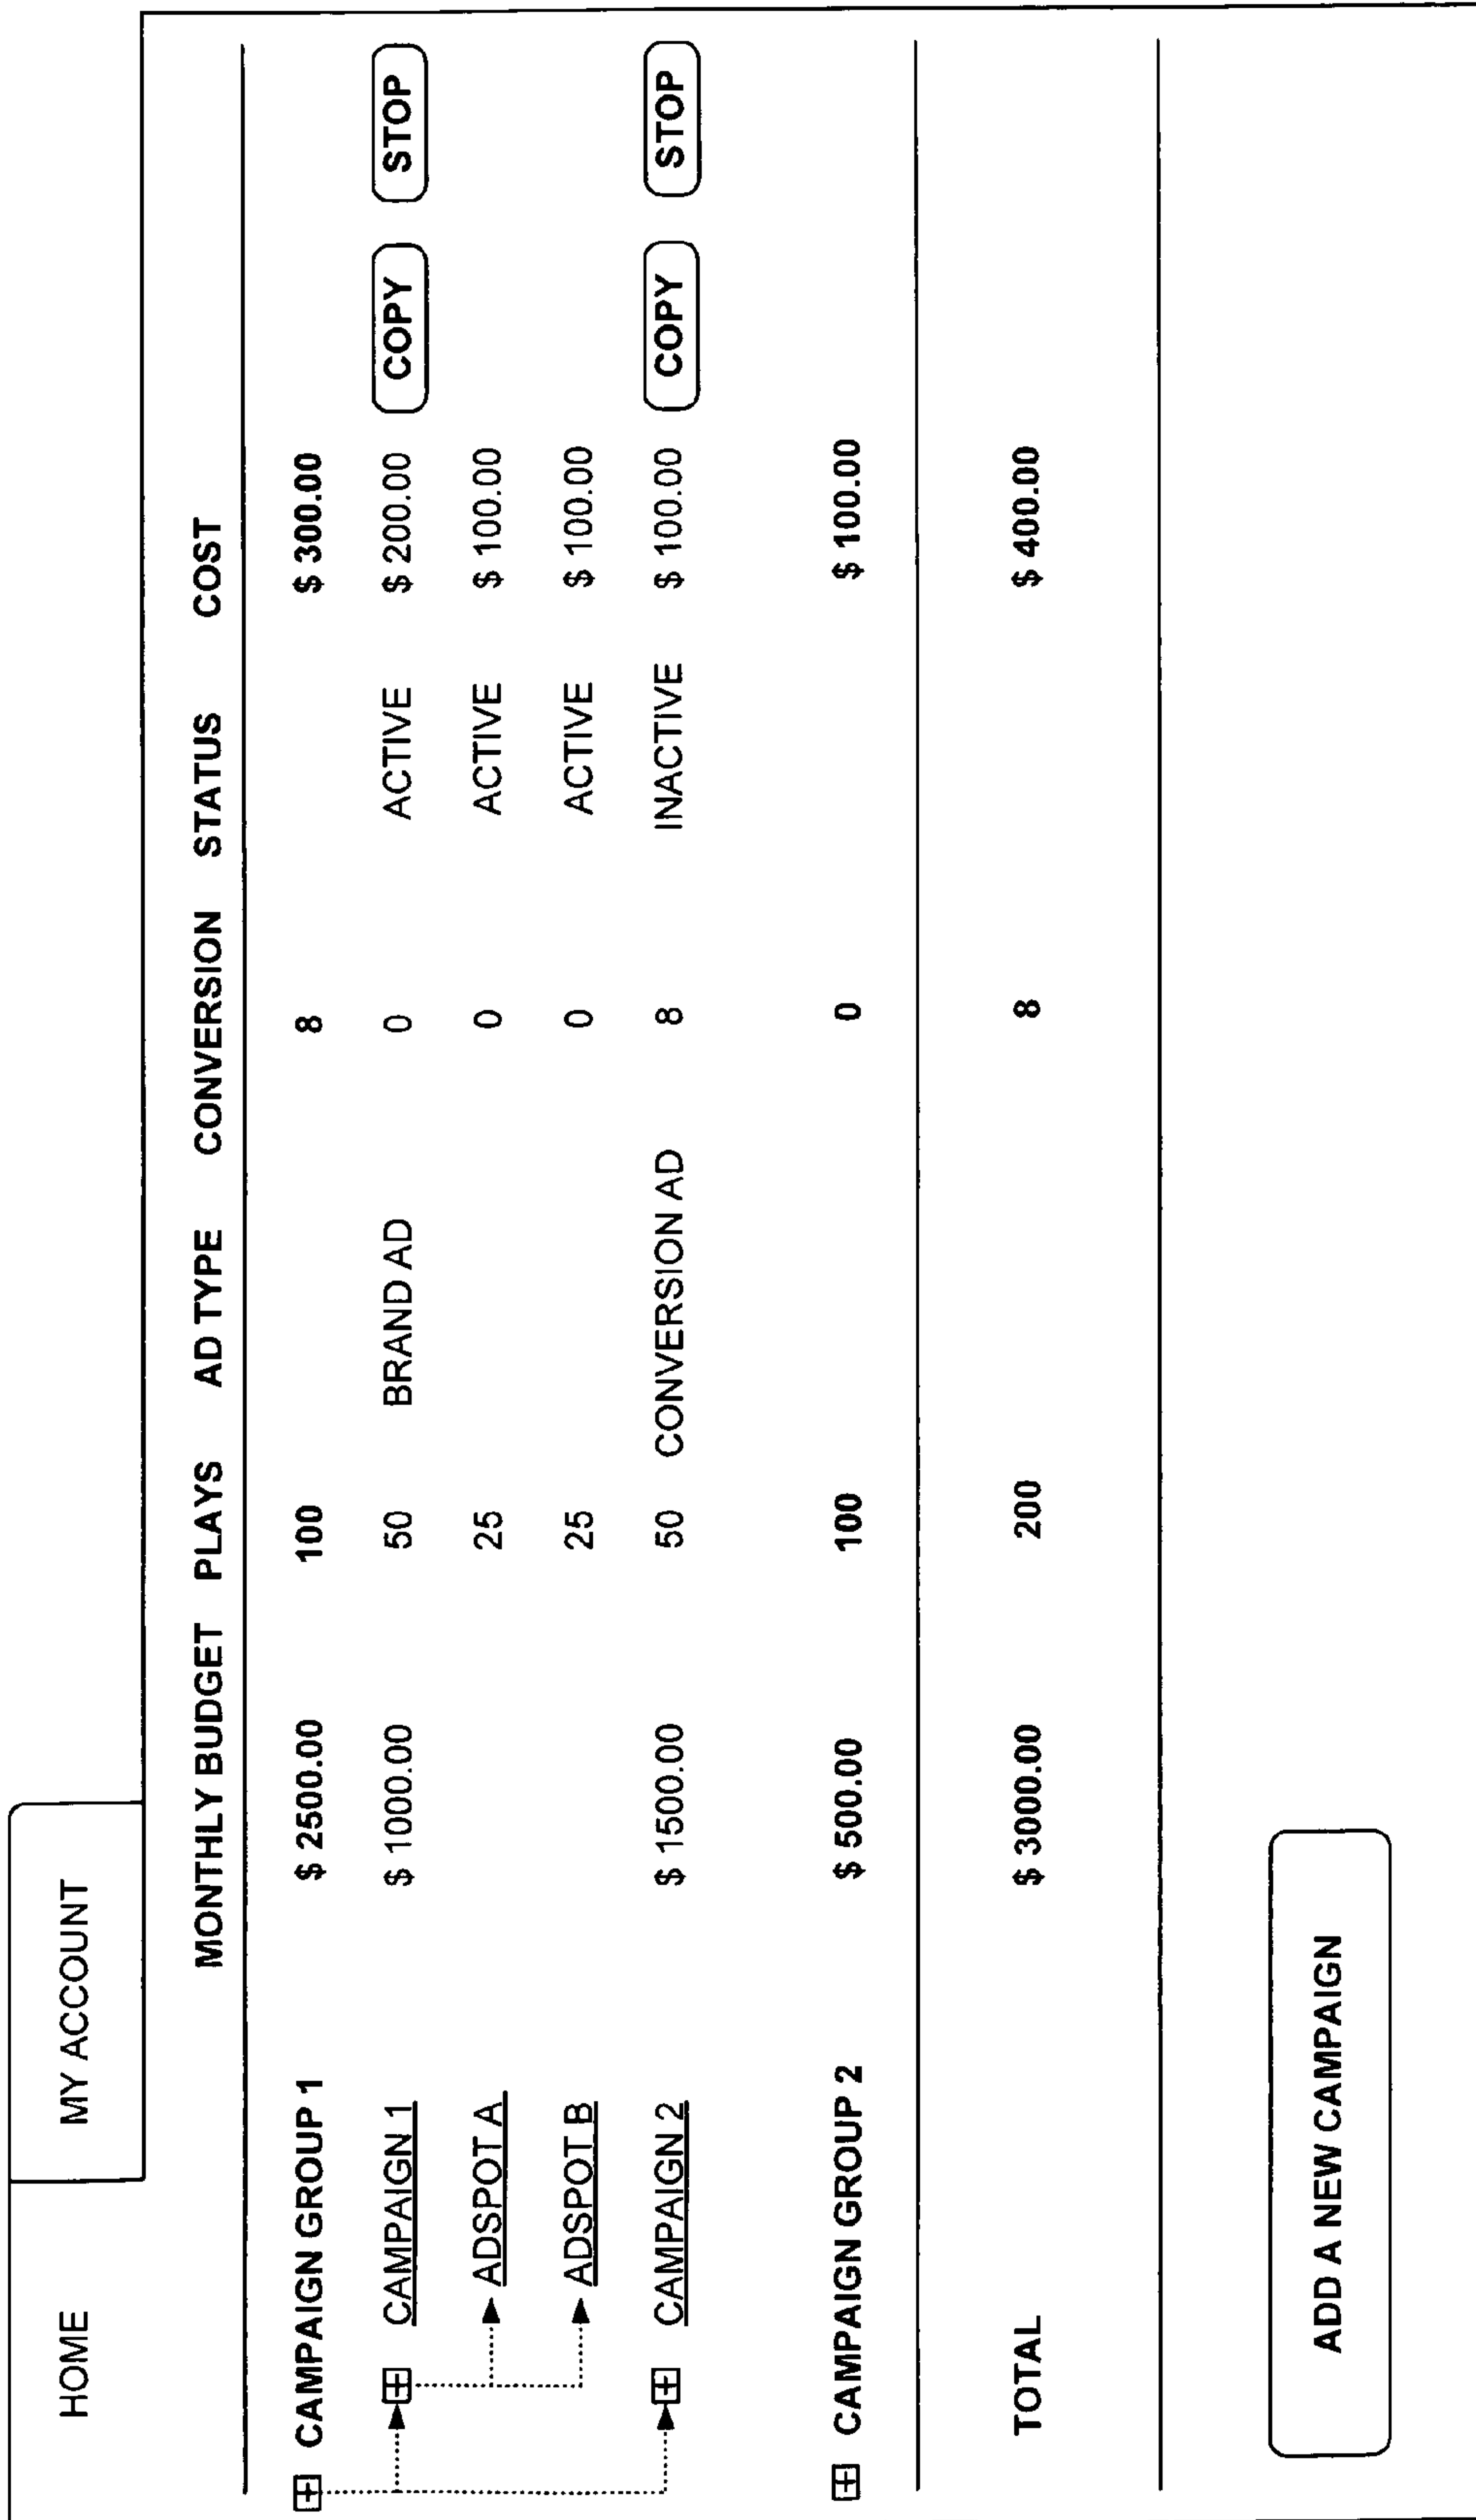 HOME MY ACCOUNT
MONTHLY BUDGET PLAYS AD TYPE CONVERSION STATUS COST
CAMPAIGN GROUP 1 $ 2500.00 100 8 $ 300.00
CAMPAIGN 1 $ 1000.00 50 BRAND AD 0 ACTIVE $ 200.00 COPY STOP
ADSPOT A 25 0 ACTIVE $ 100.00
ADSPOT B 25 0 ACTIVE $ 100.00
CAMPAIGN 2 $ 1500.00 50 CONVERSION AD 8 INACTIVE $ 100.00 COPY STOP
CAMPAIGN GROUP 2 $ 500.00 100 0 $ 100.00
TOTAL $ 3000.00 200 8 $ 400.00
ADD A NEW CAMPAIGN